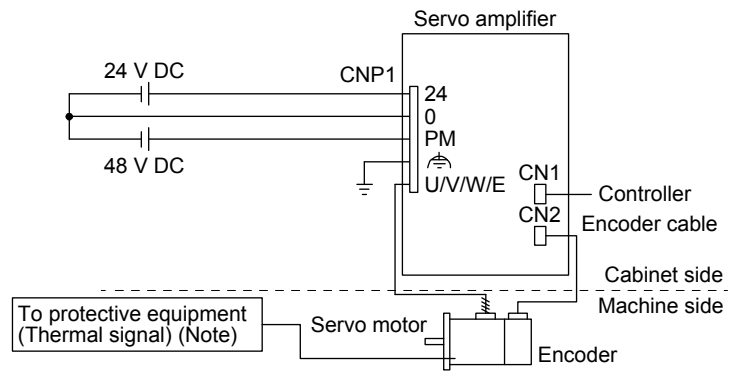 Servo amplifier
24 V DC
CNP1
24
0
PM
48 V DC
U/V/W/E
CN1
Controller
CN2
Encoder cable
Cabinet side
Machine side
To protective equipment
(Thermal signal) (Note)
Servo motor
Encoder